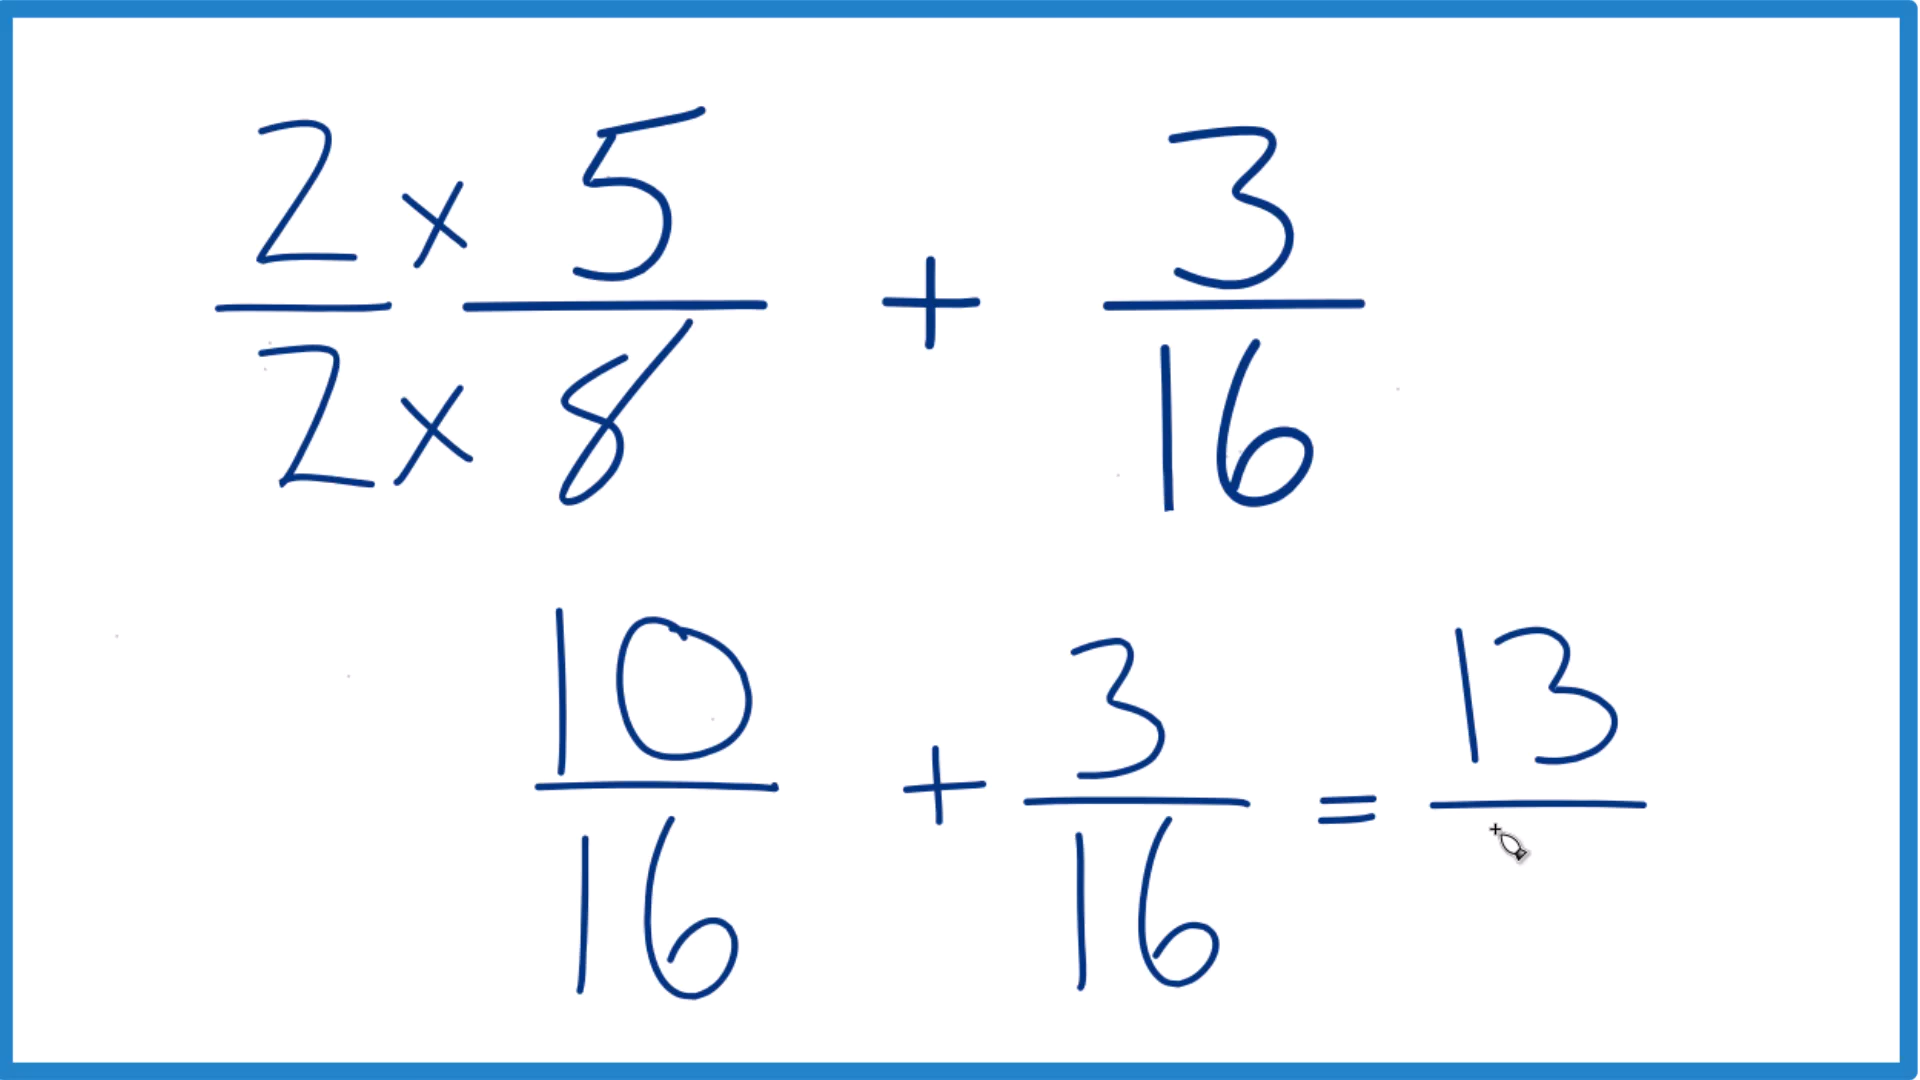 2/2 × 5/8 + 3/16
10/16 + 3/16 = 13/